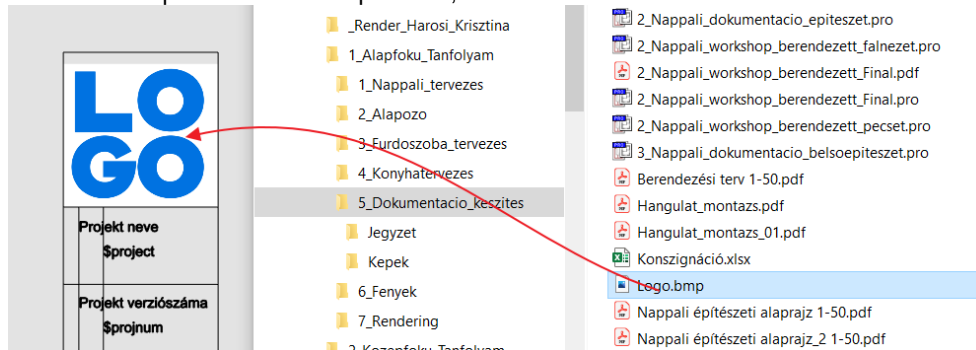 LO
GO
Projekt neve
$project
Projekt verziószáma
$projnum
_Render_Harosi_Krisztina
1_Alapfoku_Tanfolyam
1_Nappali_tervezes
2_Alapozo
3_Furdoszoba_tervezes
4_Konyhatervezes
5_Dokumentacio_keszites
Jegyzet
Kepek
6_Fenyek
7_Rendering
2_Kozepfoku_Tanfolyam
2_Nappali_dokumentacio_epiteszet.pro
2_Nappali_workshop_berendezett_falnezet.pro
2_Nappali_workshop_berendezett_Final.pdf
2_Nappali_workshop_berendezett_Final.pro
2_Nappali_workshop_berendezett_pecset.pro
3_Nappali_dokumentacio_belsoepiteszet.pro
Berendezési terv 1-50.pdf
Hangulat_montazs.pdf
Hangulat_montazs_01.pdf
Konszignáció.xlsx
Logo.bmp
Nappali építészeti alaprajz 1-50.pdf
Nappali építészeti alaprajz_2 1-50.pdf